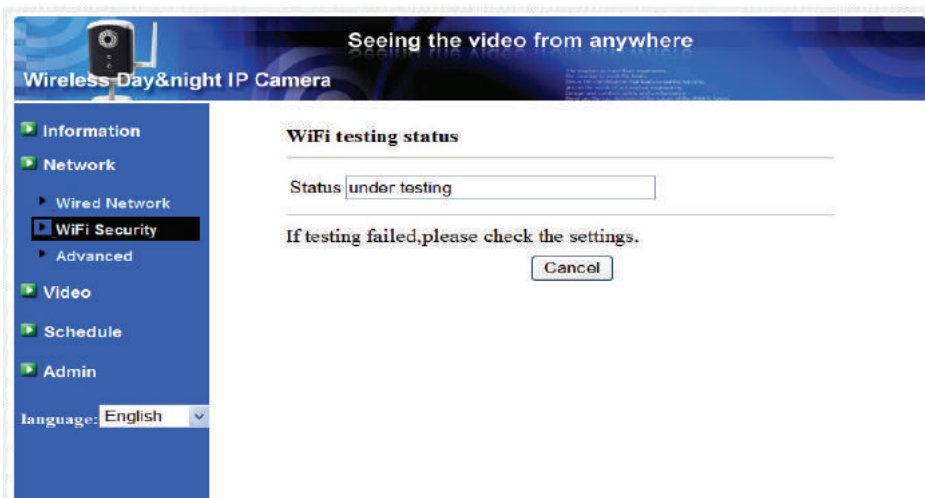 Seeing the video from anywhere
Wireless Day&night IP Camera
Information
Network
Wired Network
WiFi Security
Advanced
Video
Schedule
Admin
language: English
WiFi testing status
Status under testing
If testing failed,please check the settings.
Cancel